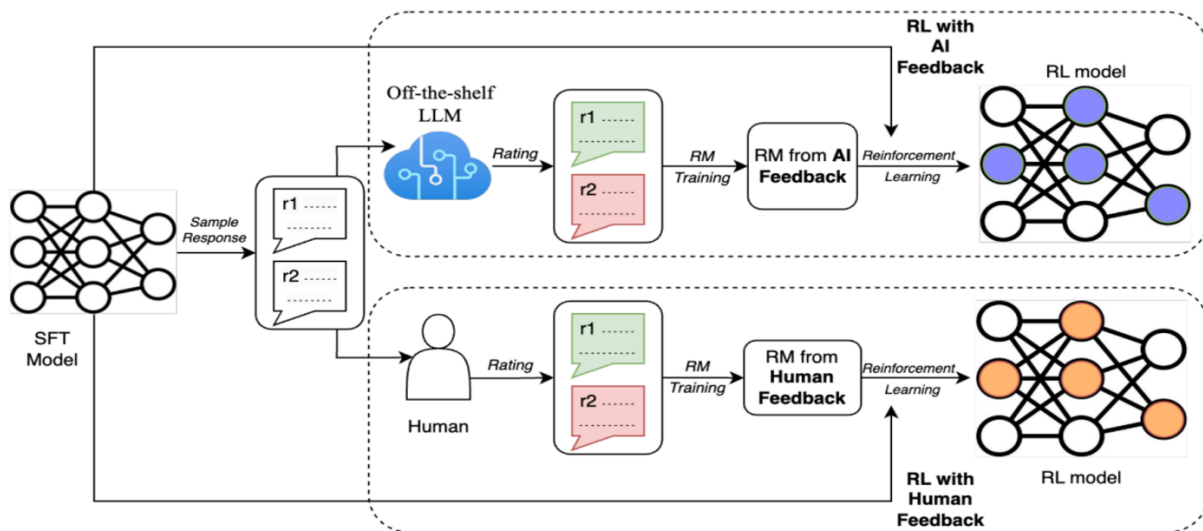 SFT
Model
Sample
Response
r1 ......
......
r2 ......
......
RL with
AI
Feedback
Off-the-shelf
LLM
Rating
r1 ......
......
r2 ......
......
RM
Training
RM from AI
Feedback
Reinforcement
Learning
RL model
Human
Rating
r1 ......
......
r2 ......
......
RM
Training
RM from
Human
Feedback
Reinforcement
Learning
RL with
Human
Feedback
RL model